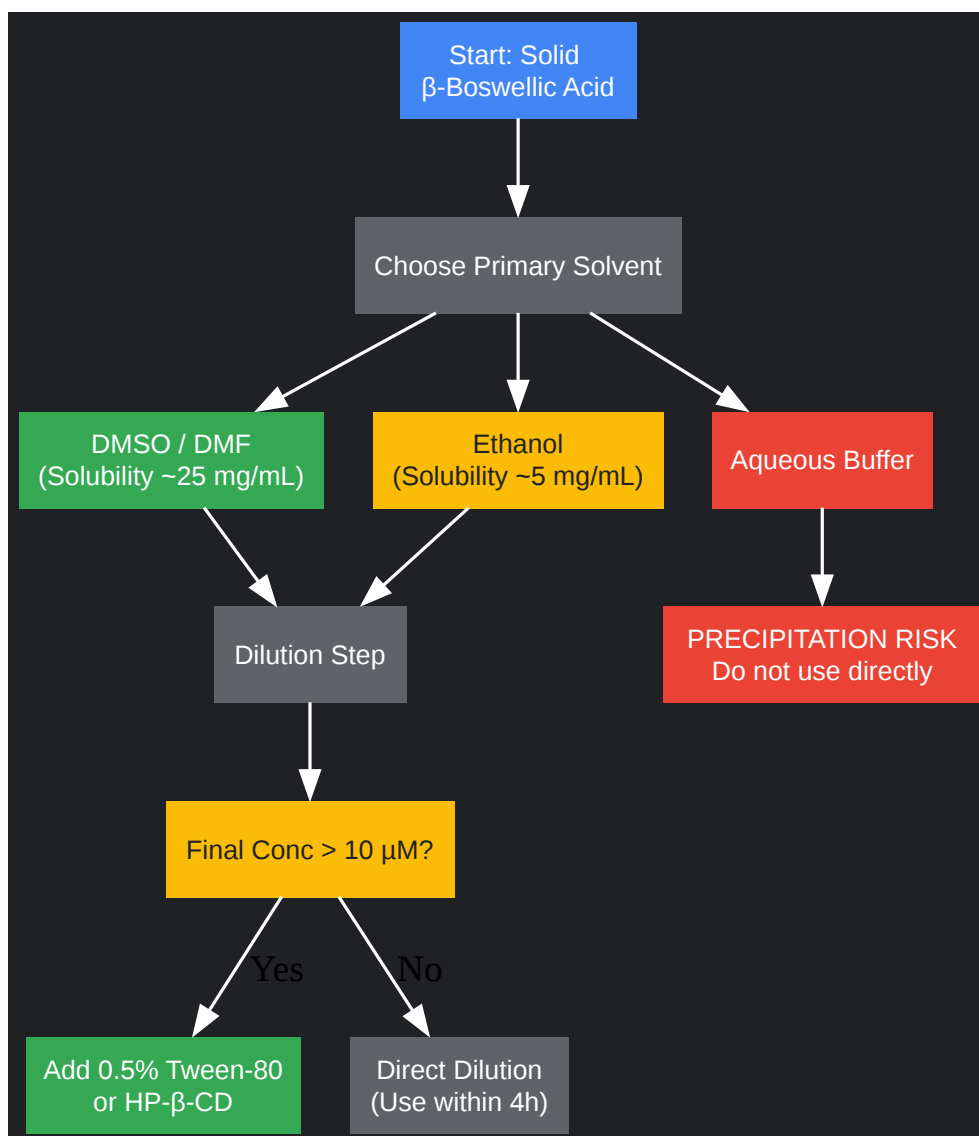 Start: Solid
β-Boswellic Acid
Choose Primary Solvent
DMSO / DMF
(Solubility ~25 mg/mL)
Ethanol
(Solubility ~5 mg/mL)
Aqueous Buffer
Dilution Step
PRECIPITATION RISK
Do not use directly
Final Conc > 10 µM?
Yes
No
Add 0.5% Tween-80
or HP-β-CD
Direct Dilution
(Use within 4h)